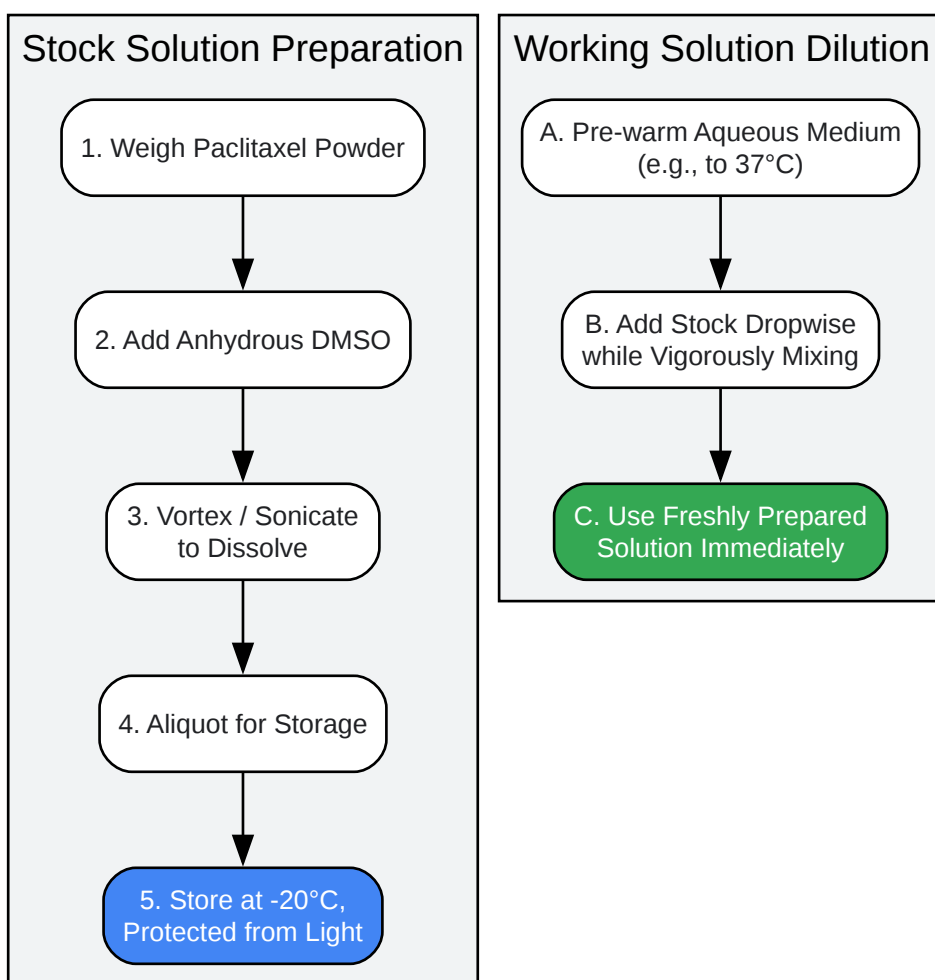 Stock Solution Preparation
1. Weigh Paclitaxel Powder
2. Add Anhydrous DMSO
3. Vortex / Sonicate
to Dissolve
4. Aliquot for Storage
5. Store at -20°C,
Protected from Light
Working Solution Dilution
A. Pre-warm Aqueous Medium
(e.g., to 37°C)
B. Add Stock Dropwise
while Vigorously Mixing
C. Use Freshly Prepared
Solution Immediately